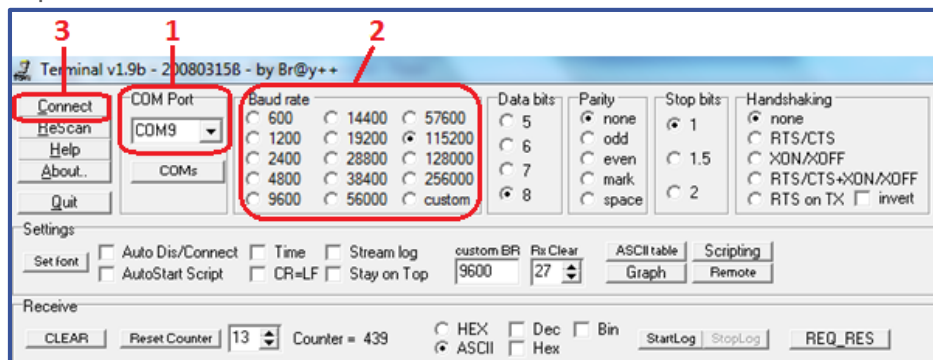 3 1 2
Terminal v1.9b - 20080315ß - by Br@y++
Connect
ReScan
Help
About..
Quit
COM Port
COM9
COMs
Baud rate
600 14400 57600
1200 19200 115200
2400 28800 128000
4800 38400 256000
9600 56000 custom
Data bits
5
6
7
8
Parity
none
odd
even
mark
space
Stop bits
1
1.5
2
Handshaking
none
RTS/CTS
XON/XOFF
RTS/CTS+XON/XOFF
RTS on TX invert
Settings
Set font
Auto Dis/Connect Time Stream log
AutoStart Script CR=LF Stay on Top
custom BR Rx Clear
9600 27
ASCII table Scripting
Graph Remote
Receive
CLEAR Reset Counter 13 Counter = 439
HEX Dec Bin
ASCII Hex
StartLog StopLog REQ_RES